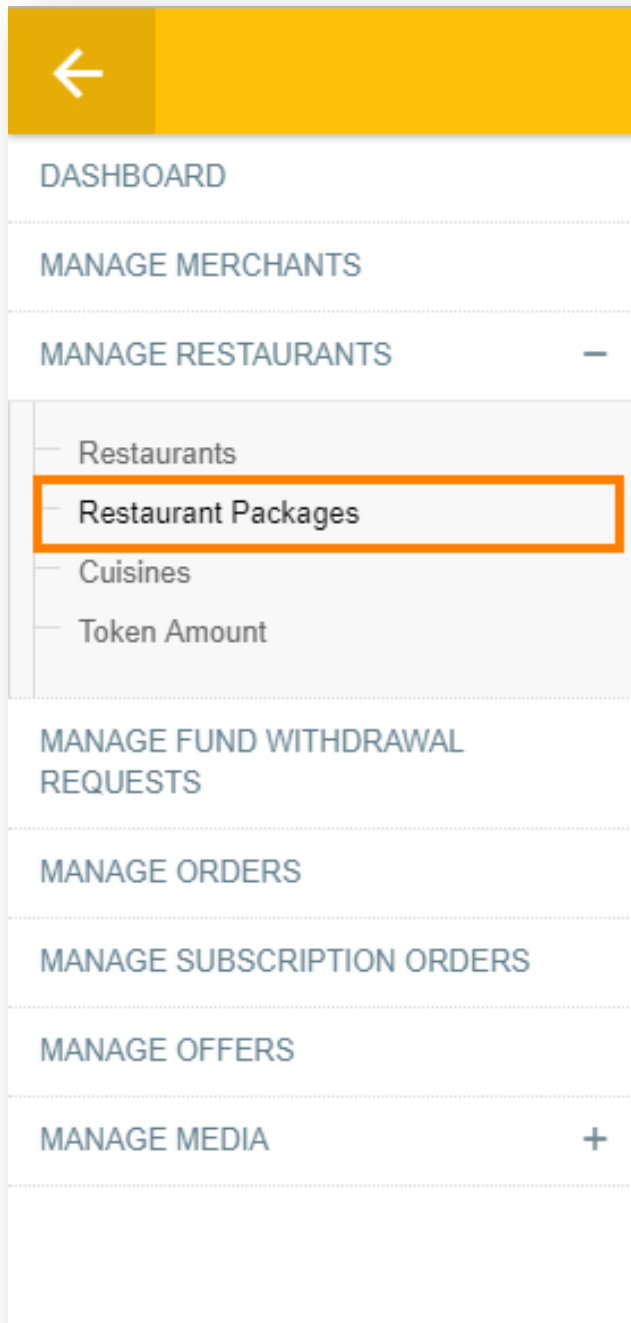 DASHBOARD
MANAGE MERCHANTS
MANAGE RESTAURANTS
Restaurants
Restaurant Packages
Cuisines
Token Amount
MANAGE FUND WITHDRAWAL
REQUESTS
MANAGE ORDERS
MANAGE SUBSCRIPTION ORDERS
MANAGE OFFERS
MANAGE MEDIA